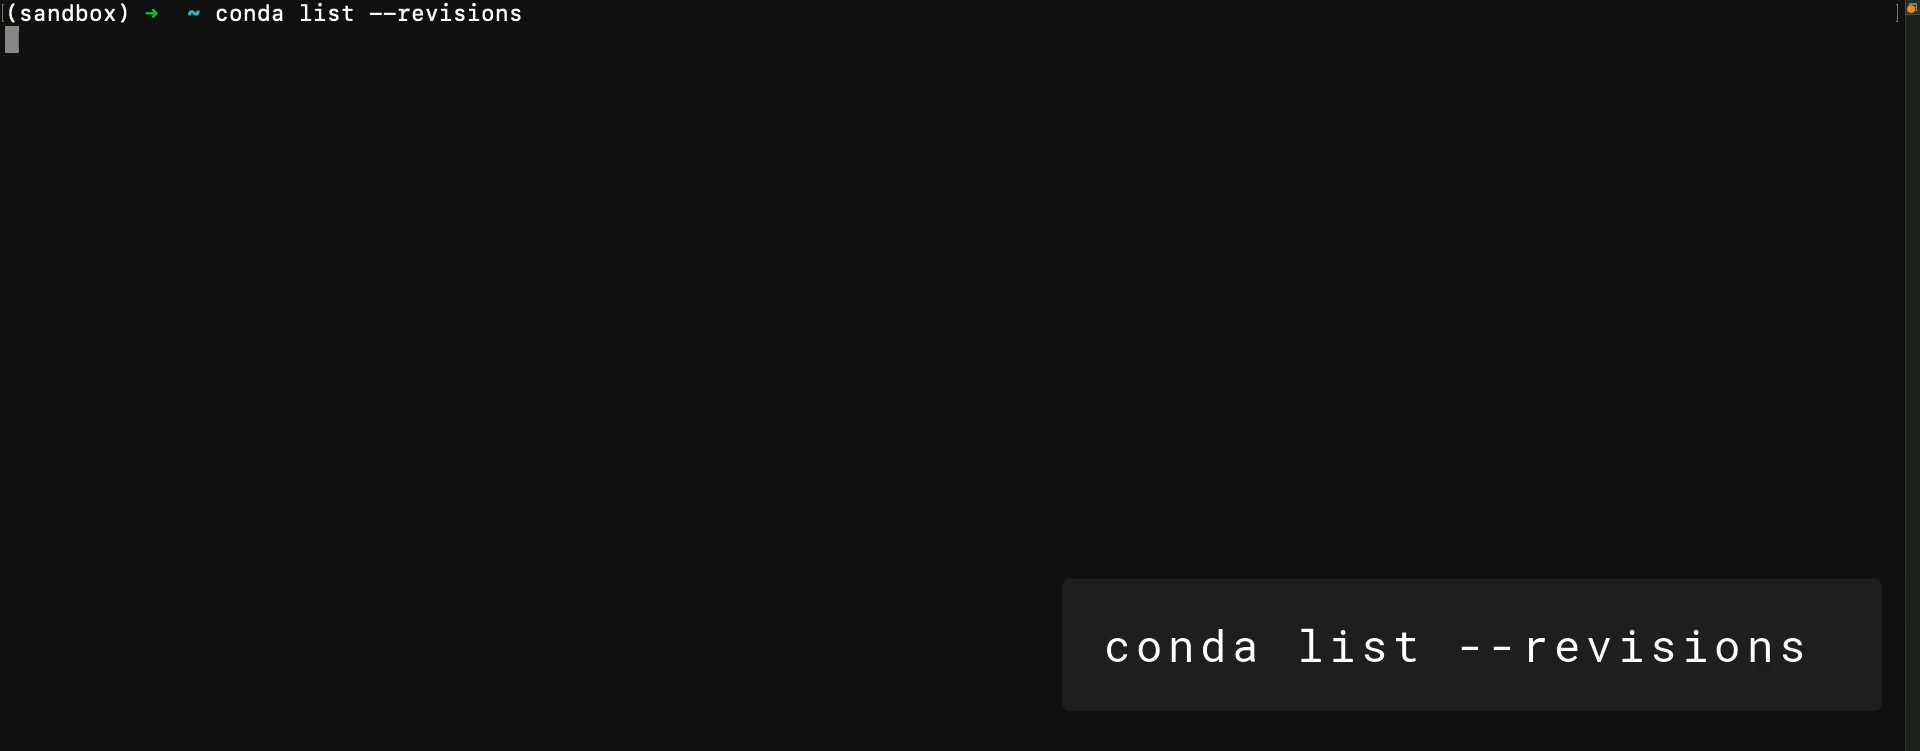 (sandbox) ➜  ~ conda list --revisions
conda list --revisions